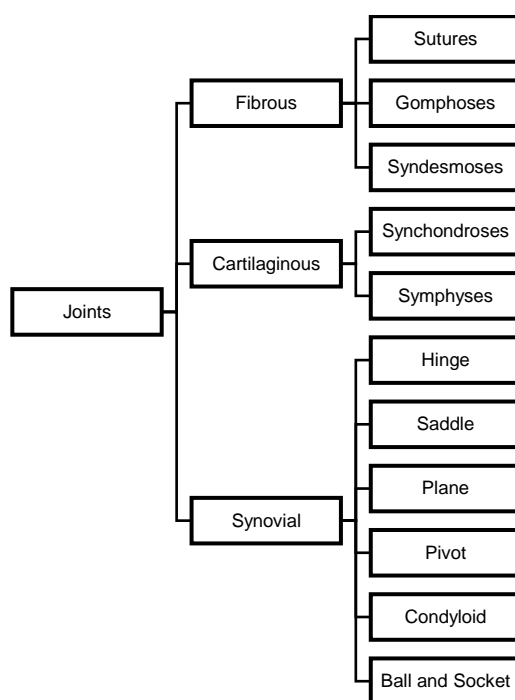 Joints
Fibrous
Sutures
Gomphoses
Syndesmoses
Cartilaginous
Synchondroses
Symphyses
Synovial
Hinge
Saddle
Plane
Pivot
Condyloid
Ball and Socket